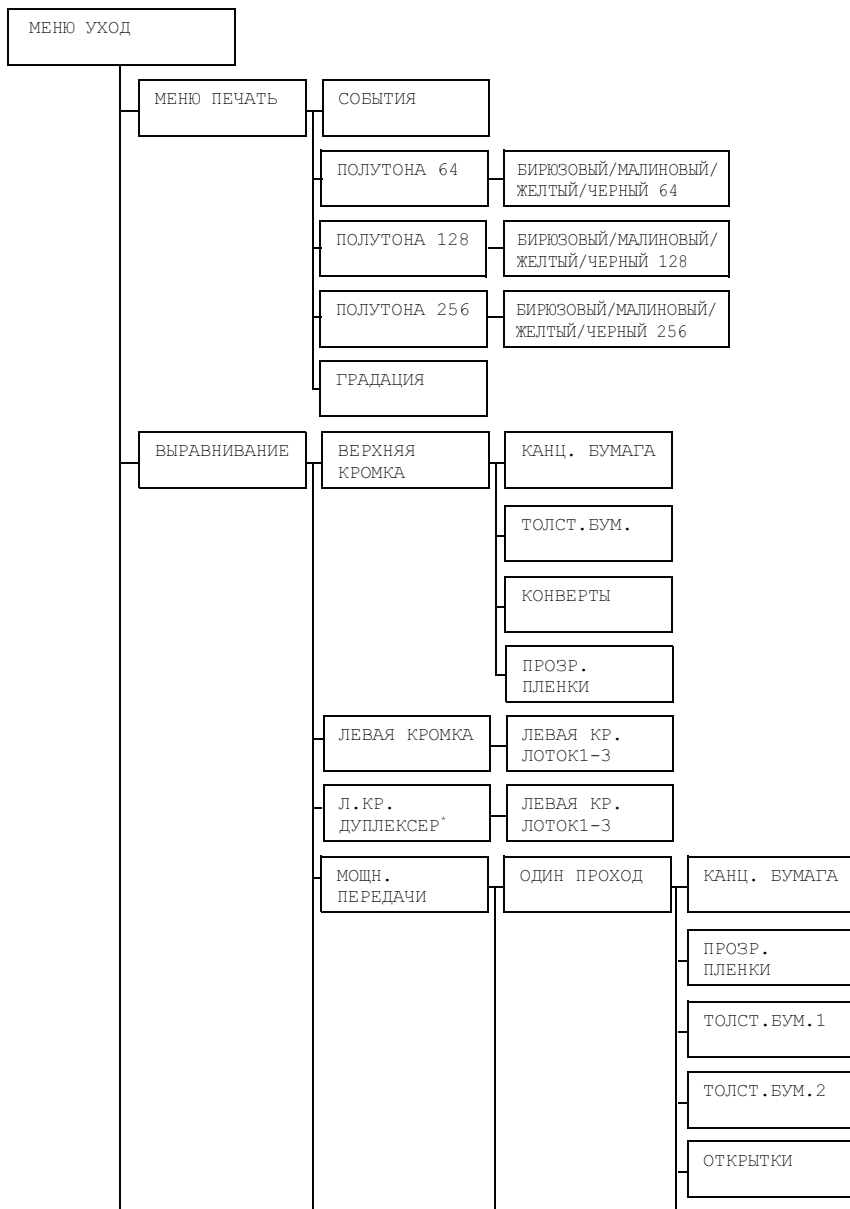 МЕНЮ УХОД
МЕНЮ ПЕЧАТЬ
СОБЫТИЯ
ПОЛУТОНА 64
БИРЮЗОВЫЙ/МАЛИНОВЫЙ/
ЖЕЛТЫЙ/ЧЕРНЫЙ 64
ПОЛУТОНА 128
БИРЮЗОВЫЙ/МАЛИНОВЫЙ/
ЖЕЛТЫЙ/ЧЕРНЫЙ 128
ПОЛУТОНА 256
БИРЮЗОВЫЙ/МАЛИНОВЫЙ/
ЖЕЛТЫЙ/ЧЕРНЫЙ 256
ГРАДАЦИЯ
ВЫРАВНИВАНИЕ
ВЕРХНЯЯ
КРОМКА
КАНЦ. БУМАГА
ТОЛСТ.БУМ.
КОНВЕРТЫ
ПРОЗР.
ПЛЕНКИ
ЛЕВАЯ КРОМКА
ЛЕВАЯ КР.
ЛОТОК1-3
Л.КР.
ДУПЛЕКСЕР*
ЛЕВАЯ КР.
ЛОТОК1-3
МОЩН.
ПЕРЕДАЧИ
ОДИН ПРОХОД
КАНЦ. БУМАГА
ПРОЗР.
ПЛЕНКИ
ТОЛСТ.БУМ.1
ТОЛСТ.БУМ.2
ОТКРЫТКИ